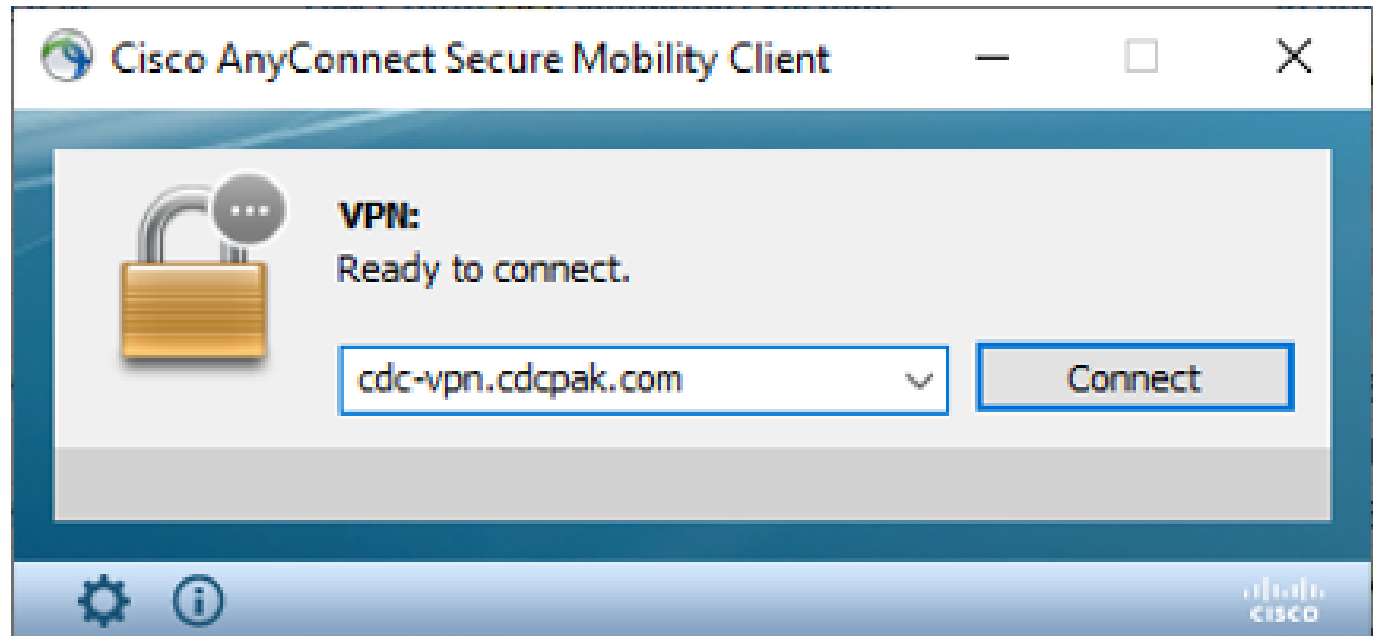 Cisco AnyConnect Secure Mobility Client
VPN:
Ready to connect.
cdc-vpn.cdcpak.com
Connect
CISCO